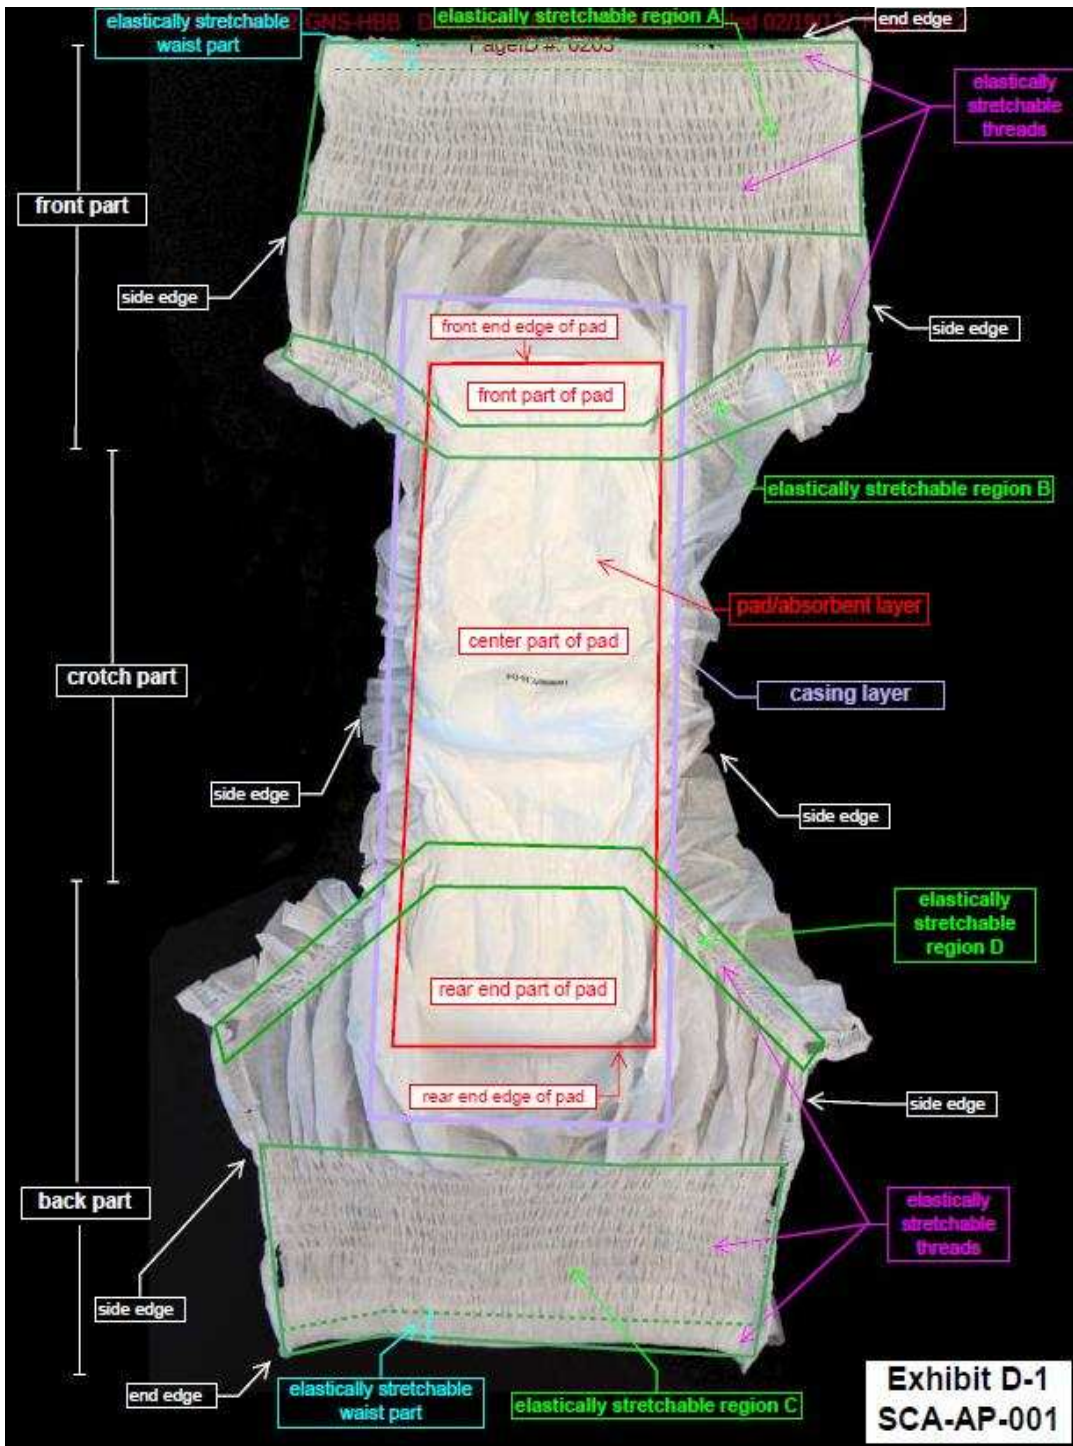 GNS-HBB
elastically stretchable region A
end edge
elastically stretchable
waist part
PageID #: 6203
elastically
stretchable
threads
front part
side edge
side edge
front end edge of pad
front part of pad
elastically stretchable region B
pad/absorbent layer
center part of pad
crotch part
casing layer
side edge
side edge
elastically
stretchable
region D
rear end part of pad
rear end edge of pad
side edge
back part
elastically
stretchable
threads
side edge
end edge
elastically stretchable
waist part
elastically stretchable region C
Exhibit D-1
SCA-AP-001